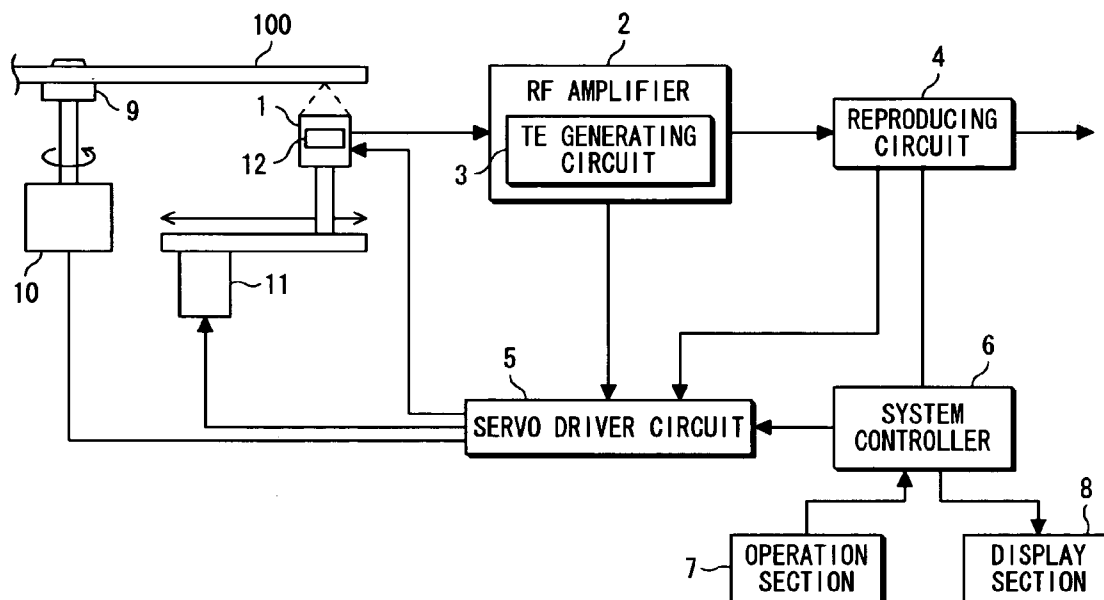 100
2
4
RF AMPLIFIER
9
1
12
TE GENERATING
CIRCUIT
3
REPRODUCING
CIRCUIT
10
11
5
6
SERVO DRIVER CIRCUIT
SYSTEM
CONTROLLER
8
7
OPERATION
SECTION
DISPLAY
SECTION